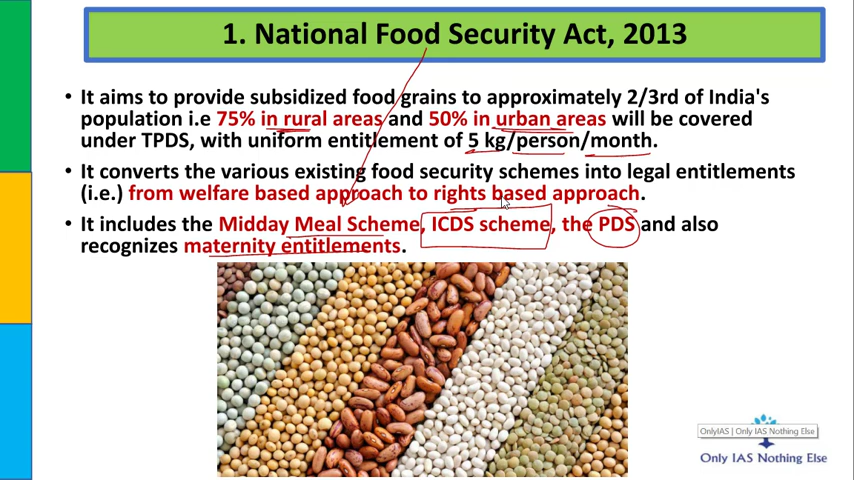 1. National Food Security Act, 2013
• It aims to provide subsidized food grains to approximately 2/3rd of India's
population i.e 75% in rural areas and 50% in urban areas will be covered
under TPDS, with uniform entitlement of 5 kg/person/month.
• It converts the various existing food security schemes into legal entitlements
(i.e.) from welfare based approach to rights based approach.
• It includes the Midday Meal Scheme, ICDS scheme, the PDS and also
recognizes maternity entitlements.
OnlyIAS | Only IAS Nothing Else
Only IAS Nothing Else